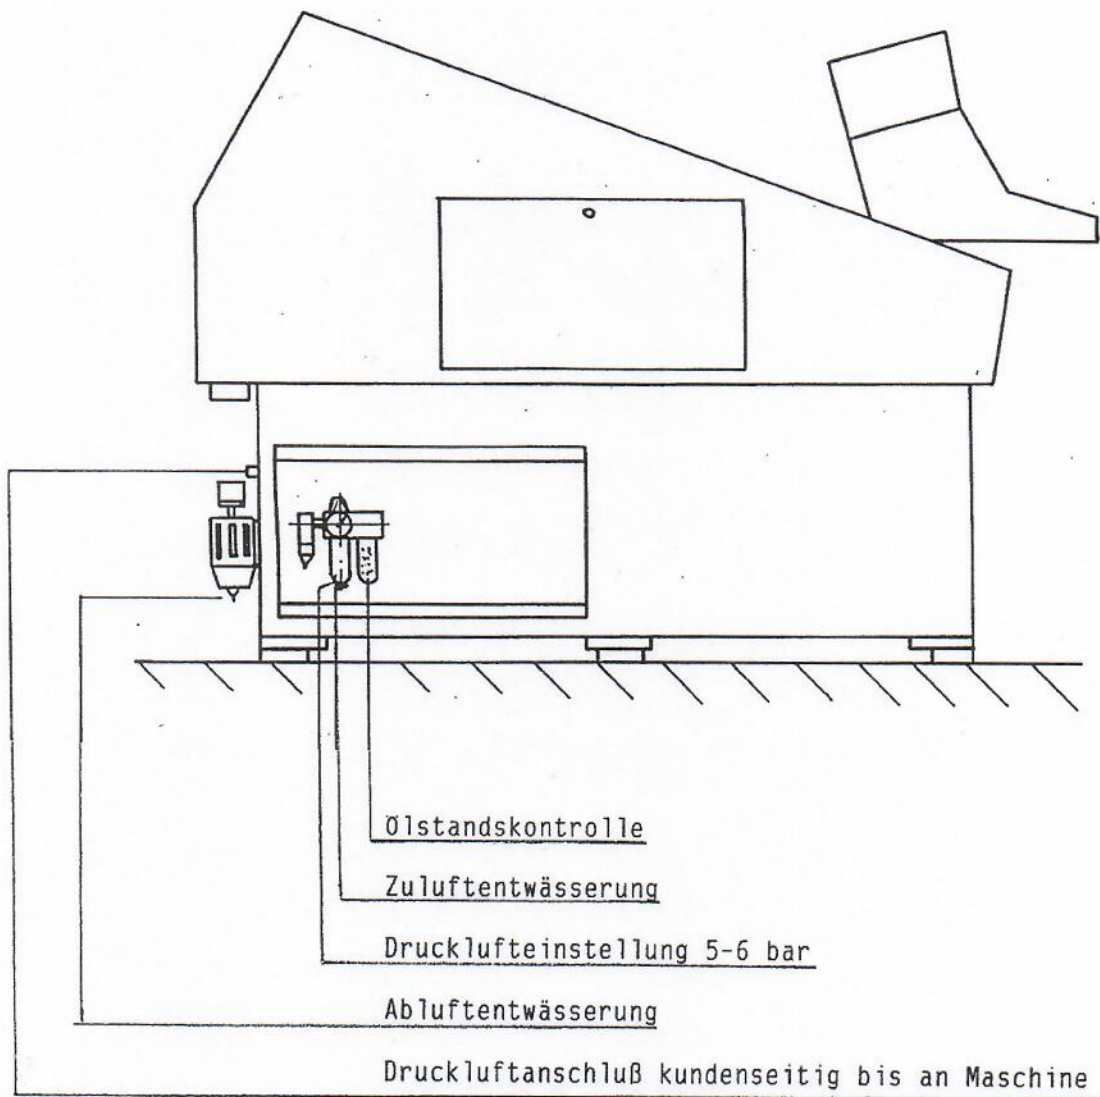 Ölstandskontrolle
Zuluftentwässerung
Drucklufteinstellung 5-6 bar
Abluftentwässerung
Druckluftanschluß kundenseitig bis an Maschine